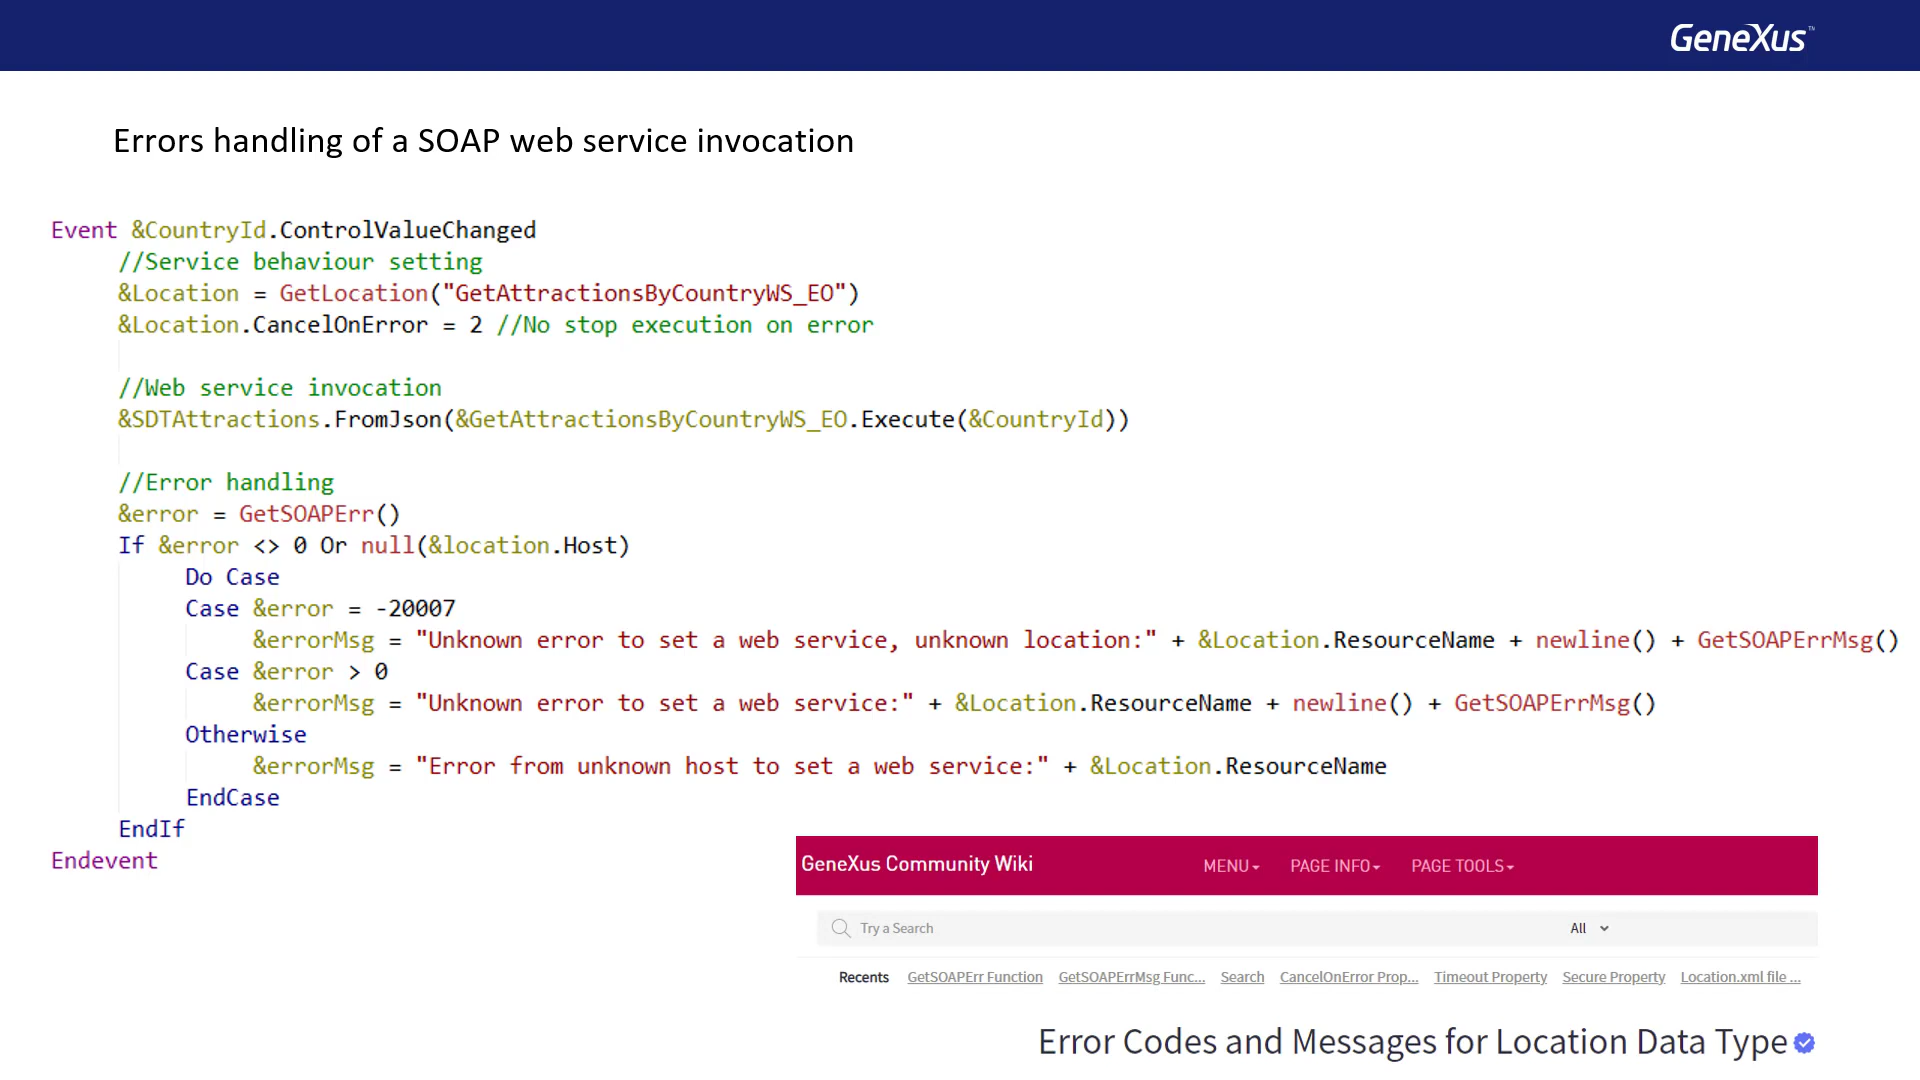 GeneXus™
Errors handling of a SOAP web service invocation
Event &CountryId.ControlValueChanged
//Service behaviour setting
&Location = GetLocation("GetAttractionsByCountryWS_EO")
&Location.CancelOnError = 2 //No stop execution on error
//Web service invocation
&SDTAttractions.FromJson(&GetAttractionsByCountryWS_EO.Execute(&CountryId))
//Error handling
&error = GetSOAPErr()
If &error <> 0 Or null(&location.Host)
Do Case
Case &error = -20007
&errorMsg = "Unknown error to set a web service, unknown location:" + &Location.ResourceName + newline() + GetSOAPErrMsg()
Case &error > 0
&errorMsg = "Unknown error to set a web service:" + &Location.ResourceName + newline() + GetSOAPErrMsg()
Otherwise
&errorMsg = "Error from unknown host to set a web service:" + &Location.ResourceName
EndCase
EndIf
Endevent
GeneXus Community Wiki MENU PAGE INFO PAGE TOOLS
Try a Search All
Recents GetSOAPErr Function GetSOAPErrMsg Func... Search CancelOnError Prop... Timeout Property Secure Property Location.xml file ...
Error Codes and Messages for Location Data Type